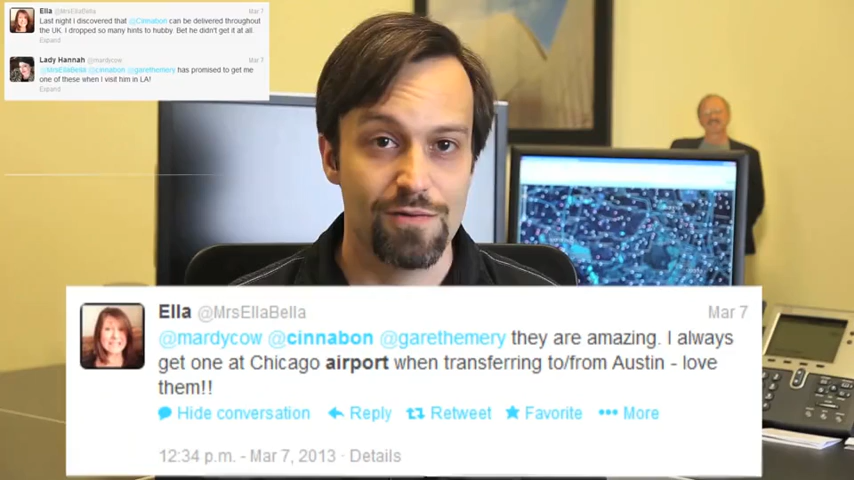 Ella @MrsEllaBella Mar 7
Last night i discovered that @Cinnabon can be delivered throughout
the UK. I dropped so many hints to hubby. Bet he didn't get it at all.
Expand
Lady Hannah @mardycow Mar 7
@MrsEllaBella @cinnabon @garethemery has promised to get me
one of these when I visit him in LA!
Expand
Ella @MrsEllaBella Mar 7
@mardycow @cinnabon @garethemery they are amazing. I always
get one at Chicago airport when transferring to/from Austin - love
them!!
Hide conversation Reply Retweet Favorite More
12:34 p.m. - Mar 7, 2013 · Details